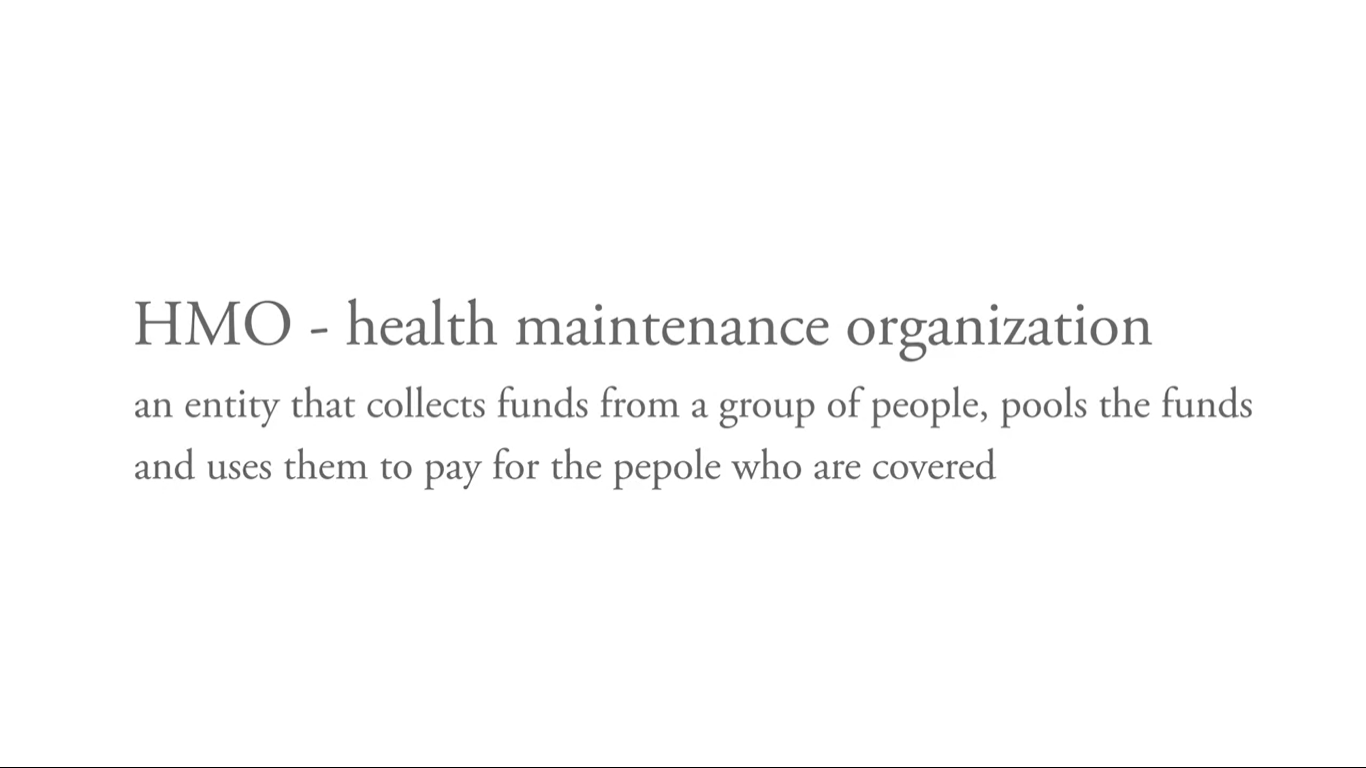 HMO - health maintenance organization
an entity that collects funds from a group of people, pools the funds
and uses them to pay for the pepole who are covered